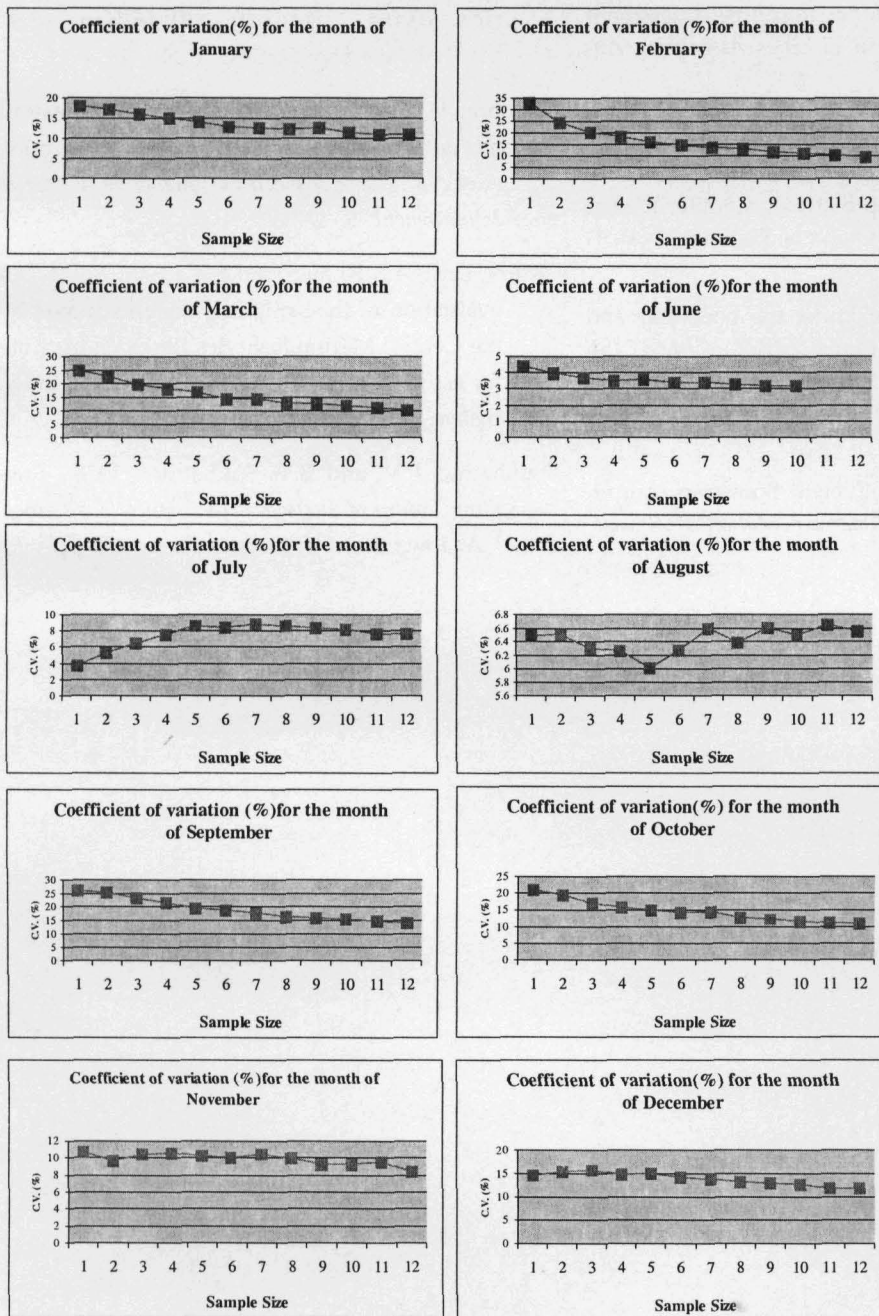 Coefficient of variation(%) for the month of
January
C.V. (%)
20
15
10
5
0
1 2 3 4 5 6 7 8 9 10 11 12
Sample Size
Coefficient of variation (%)for the month of
February
C.V. (%)
35
30
25
20
15
10
5
0
1 2 3 4 5 6 7 8 9 10 11 12
Sample Size
Coefficient of variation (%)for the month
of March
C.V. (%)
30
25
20
15
10
5
0
1 2 3 4 5 6 7 8 9 10 11 12
Sample Size
Coefficient of variation (%)for the month
of June
C.V. (%)
5
4
3
2
1
0
1 2 3 4 5 6 7 8 9 10 11 12
Sample Size
Coefficient of variation (%)for the month
of July
C.V. (%)
10
8
6
4
2
0
1 2 3 4 5 6 7 8 9 10 11 12
Sample Size
Coefficient of variation (%)for the month
of August
C.V. (%)
6.8
6.6
6.4
6.2
6
5.8
5.6
1 2 3 4 5 6 7 8 9 10 11 12
Sample Size
Coefficient of variation (%)for the month
of September
C.V. (%)
30
25
20
15
10
5
0
1 2 3 4 5 6 7 8 9 10 11 12
Sample Size
Coefficient of variation(%) for the month
of October
C.V. (%)
25
20
15
10
5
0
1 2 3 4 5 6 7 8 9 10 11 12
Sample Size
Coefficient of variation (%)for the month of
November
C.V. (%)
12
10
8
6
4
2
0
1 2 3 4 5 6 7 8 9 10 11 12
Sample Size
Coefficient of variation(%) for the month
of December
C.V. (%)
20
15
10
5
0
1 2 3 4 5 6 7 8 9 10 11 12
Sample Size